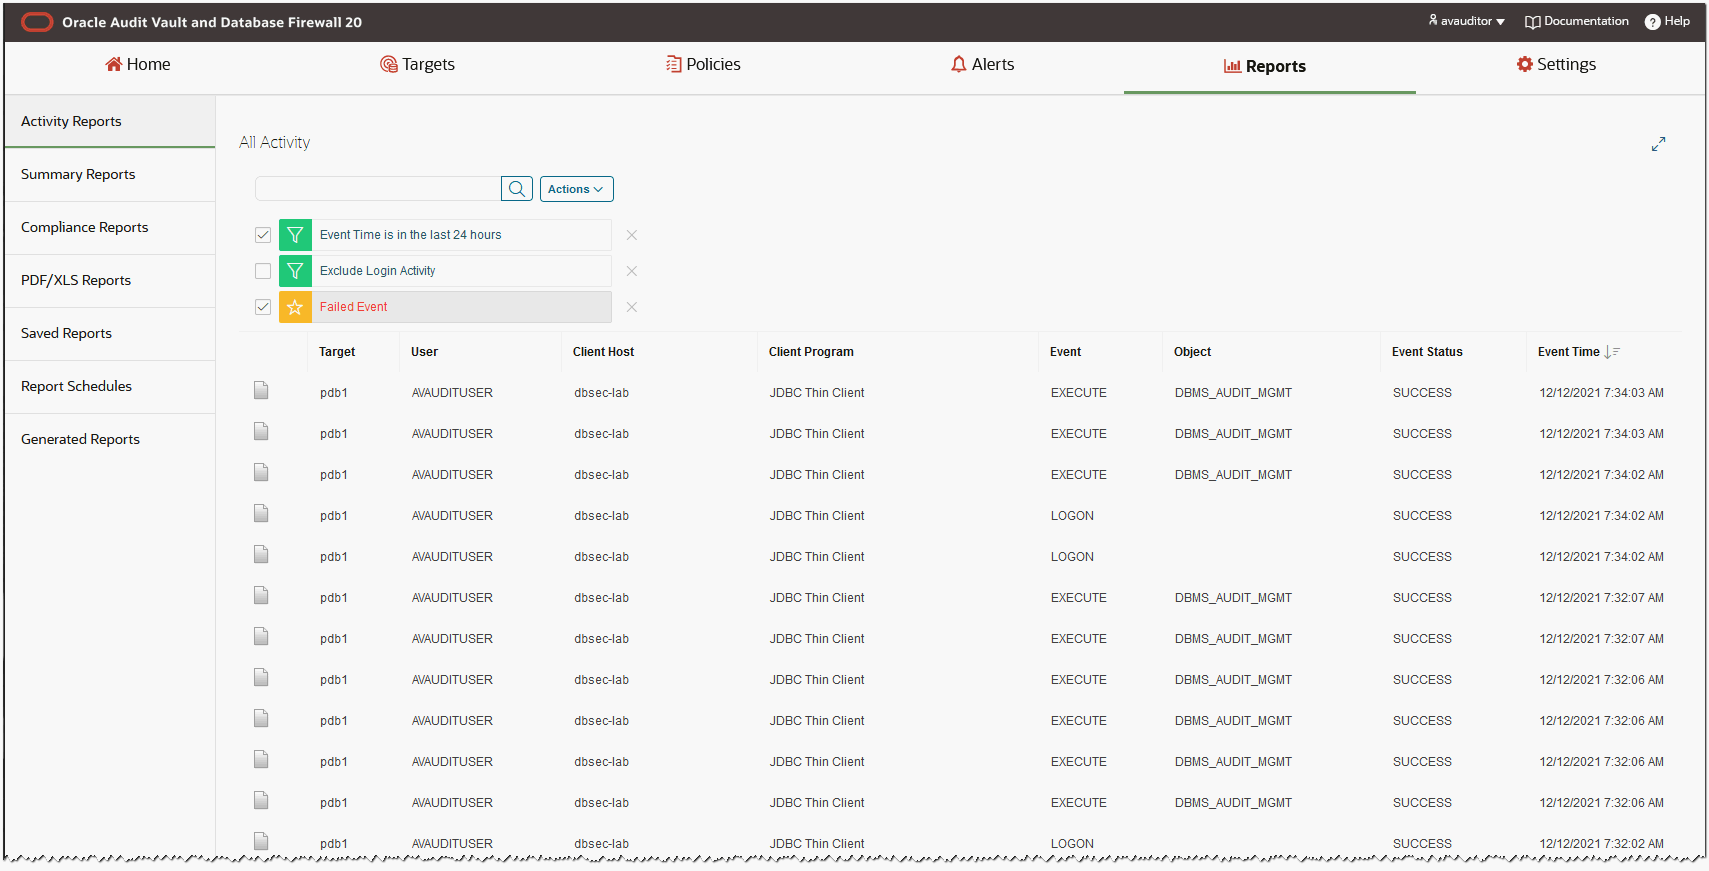 Oracle Audit Vault and Database Firewall 20
avauditor Documentation ? Help
Home Targets Policies Alerts Reports Settings
Activity Reports
Summary Reports
Compliance Reports
PDF/XLS Reports
Saved Reports
Report Schedules
Generated Reports
All Activity
Actions
Event Time is in the last 24 hours
Exclude Login Activity
Failed Event
Target User Client Host Client Program Event Object Event Status Event Time
pdb1 AVAUDITUSER dbsec-lab JDBC Thin Client EXECUTE DBMS_AUDIT_MGMT SUCCESS 12/12/2021 7:34:03 AM
pdb1 AVAUDITUSER dbsec-lab JDBC Thin Client EXECUTE DBMS_AUDIT_MGMT SUCCESS 12/12/2021 7:34:03 AM
pdb1 AVAUDITUSER dbsec-lab JDBC Thin Client EXECUTE DBMS_AUDIT_MGMT SUCCESS 12/12/2021 7:34:02 AM
pdb1 AVAUDITUSER dbsec-lab JDBC Thin Client LOGON SUCCESS 12/12/2021 7:34:02 AM
pdb1 AVAUDITUSER dbsec-lab JDBC Thin Client LOGON SUCCESS 12/12/2021 7:34:02 AM
pdb1 AVAUDITUSER dbsec-lab JDBC Thin Client EXECUTE DBMS_AUDIT_MGMT SUCCESS 12/12/2021 7:32:07 AM
pdb1 AVAUDITUSER dbsec-lab JDBC Thin Client EXECUTE DBMS_AUDIT_MGMT SUCCESS 12/12/2021 7:32:07 AM
pdb1 AVAUDITUSER dbsec-lab JDBC Thin Client EXECUTE DBMS_AUDIT_MGMT SUCCESS 12/12/2021 7:32:06 AM
pdb1 AVAUDITUSER dbsec-lab JDBC Thin Client EXECUTE DBMS_AUDIT_MGMT SUCCESS 12/12/2021 7:32:06 AM
pdb1 AVAUDITUSER dbsec-lab JDBC Thin Client EXECUTE DBMS_AUDIT_MGMT SUCCESS 12/12/2021 7:32:06 AM
pdb1 AVAUDITUSER dbsec-lab JDBC Thin Client EXECUTE DBMS_AUDIT_MGMT SUCCESS 12/12/2021 7:32:06 AM
pdb1 AVAUDITUSER dbsec-lab JDBC Thin Client LOGON SUCCESS 12/12/2021 7:32:02 AM